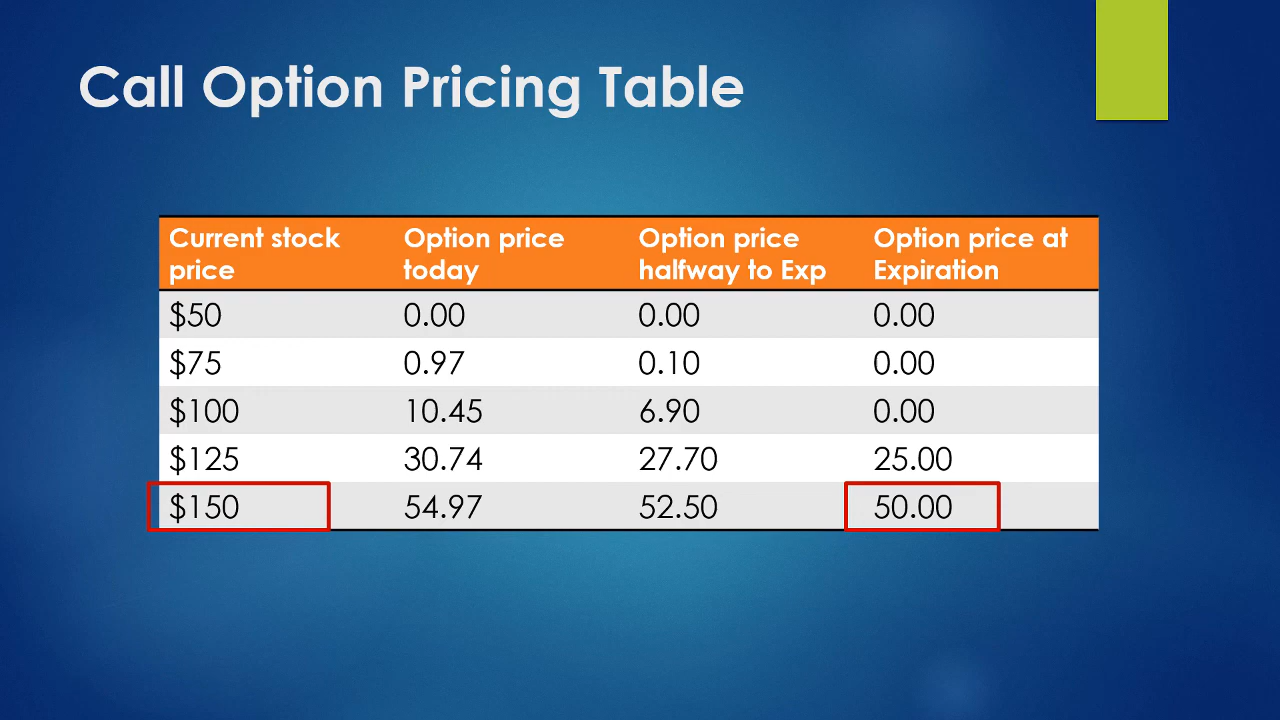 Call Option Pricing Table
Current stock price Option price today Option price halfway to Exp Option price at Expiration
$50 0.00 0.00 0.00
$75 0.97 0.10 0.00
$100 10.45 6.90 0.00
$125 30.74 27.70 25.00
$150 54.97 52.50 50.00